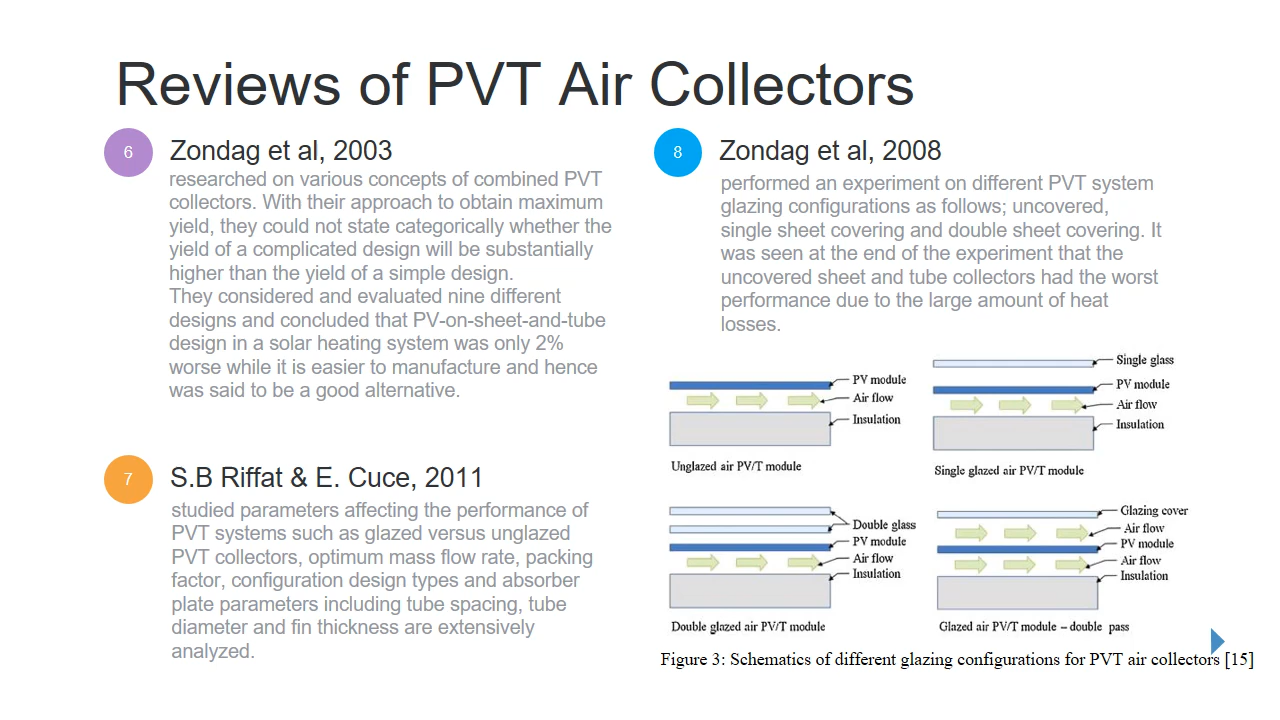 Reviews of PVT Air Collectors
6
Zondag et al, 2003
researched on various concepts of combined PVT
collectors. With their approach to obtain maximum
yield, they could not state categorically whether the
yield of a complicated design will be substantially
higher than the yield of a simple design.
They considered and evaluated nine different
designs and concluded that PV-on-sheet-and-tube
design in a solar heating system was only 2%
worse while it is easier to manufacture and hence
was said to be a good alternative.
7
S.B Riffat & E. Cuce, 2011
studied parameters affecting the performance of
PVT systems such as glazed versus unglazed
PVT collectors, optimum mass flow rate, packing
factor, configuration design types and absorber
plate parameters including tube spacing, tube
diameter and fin thickness are extensively
analyzed.
8
Zondag et al, 2008
performed an experiment on different PVT system
glazing configurations as follows; uncovered,
single sheet covering and double sheet covering. It
was seen at the end of the experiment that the
uncovered sheet and tube collectors had the worst
performance due to the large amount of heat
losses.
PV module
Air flow
Insulation
Unglazed air PV/T module
Single glass
PV module
Air flow
Insulation
Single glazed air PV/T module
Double glass
PV module
Air flow
Insulation
Double glazed air PV/T module
Glazing cover
Air flow
PV module
Air flow
Insulation
Glazed air PV/T module – double pass
Figure 3: Schematics of different glazing configurations for PVT air collectors [15]